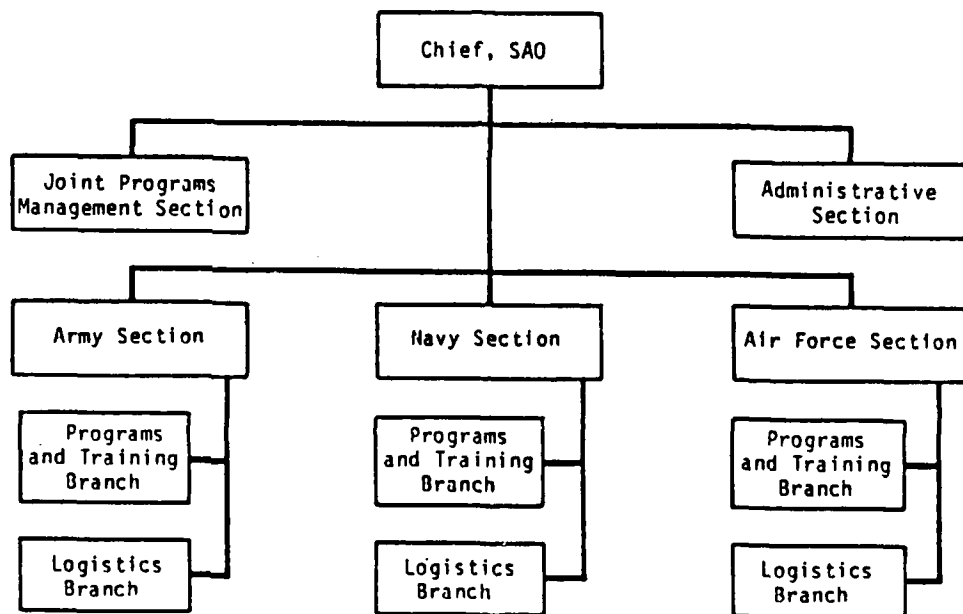 Chief, SAO
Joint Programs
Management Section
Administrative
Section
Army Section
Navy Section
Air Force Section
Programs
and Training
Branch
Programs
and Training
Branch
Programs
and Training
Branch
Logistics
Branch
Logistics
Branch
Logistics
Branch